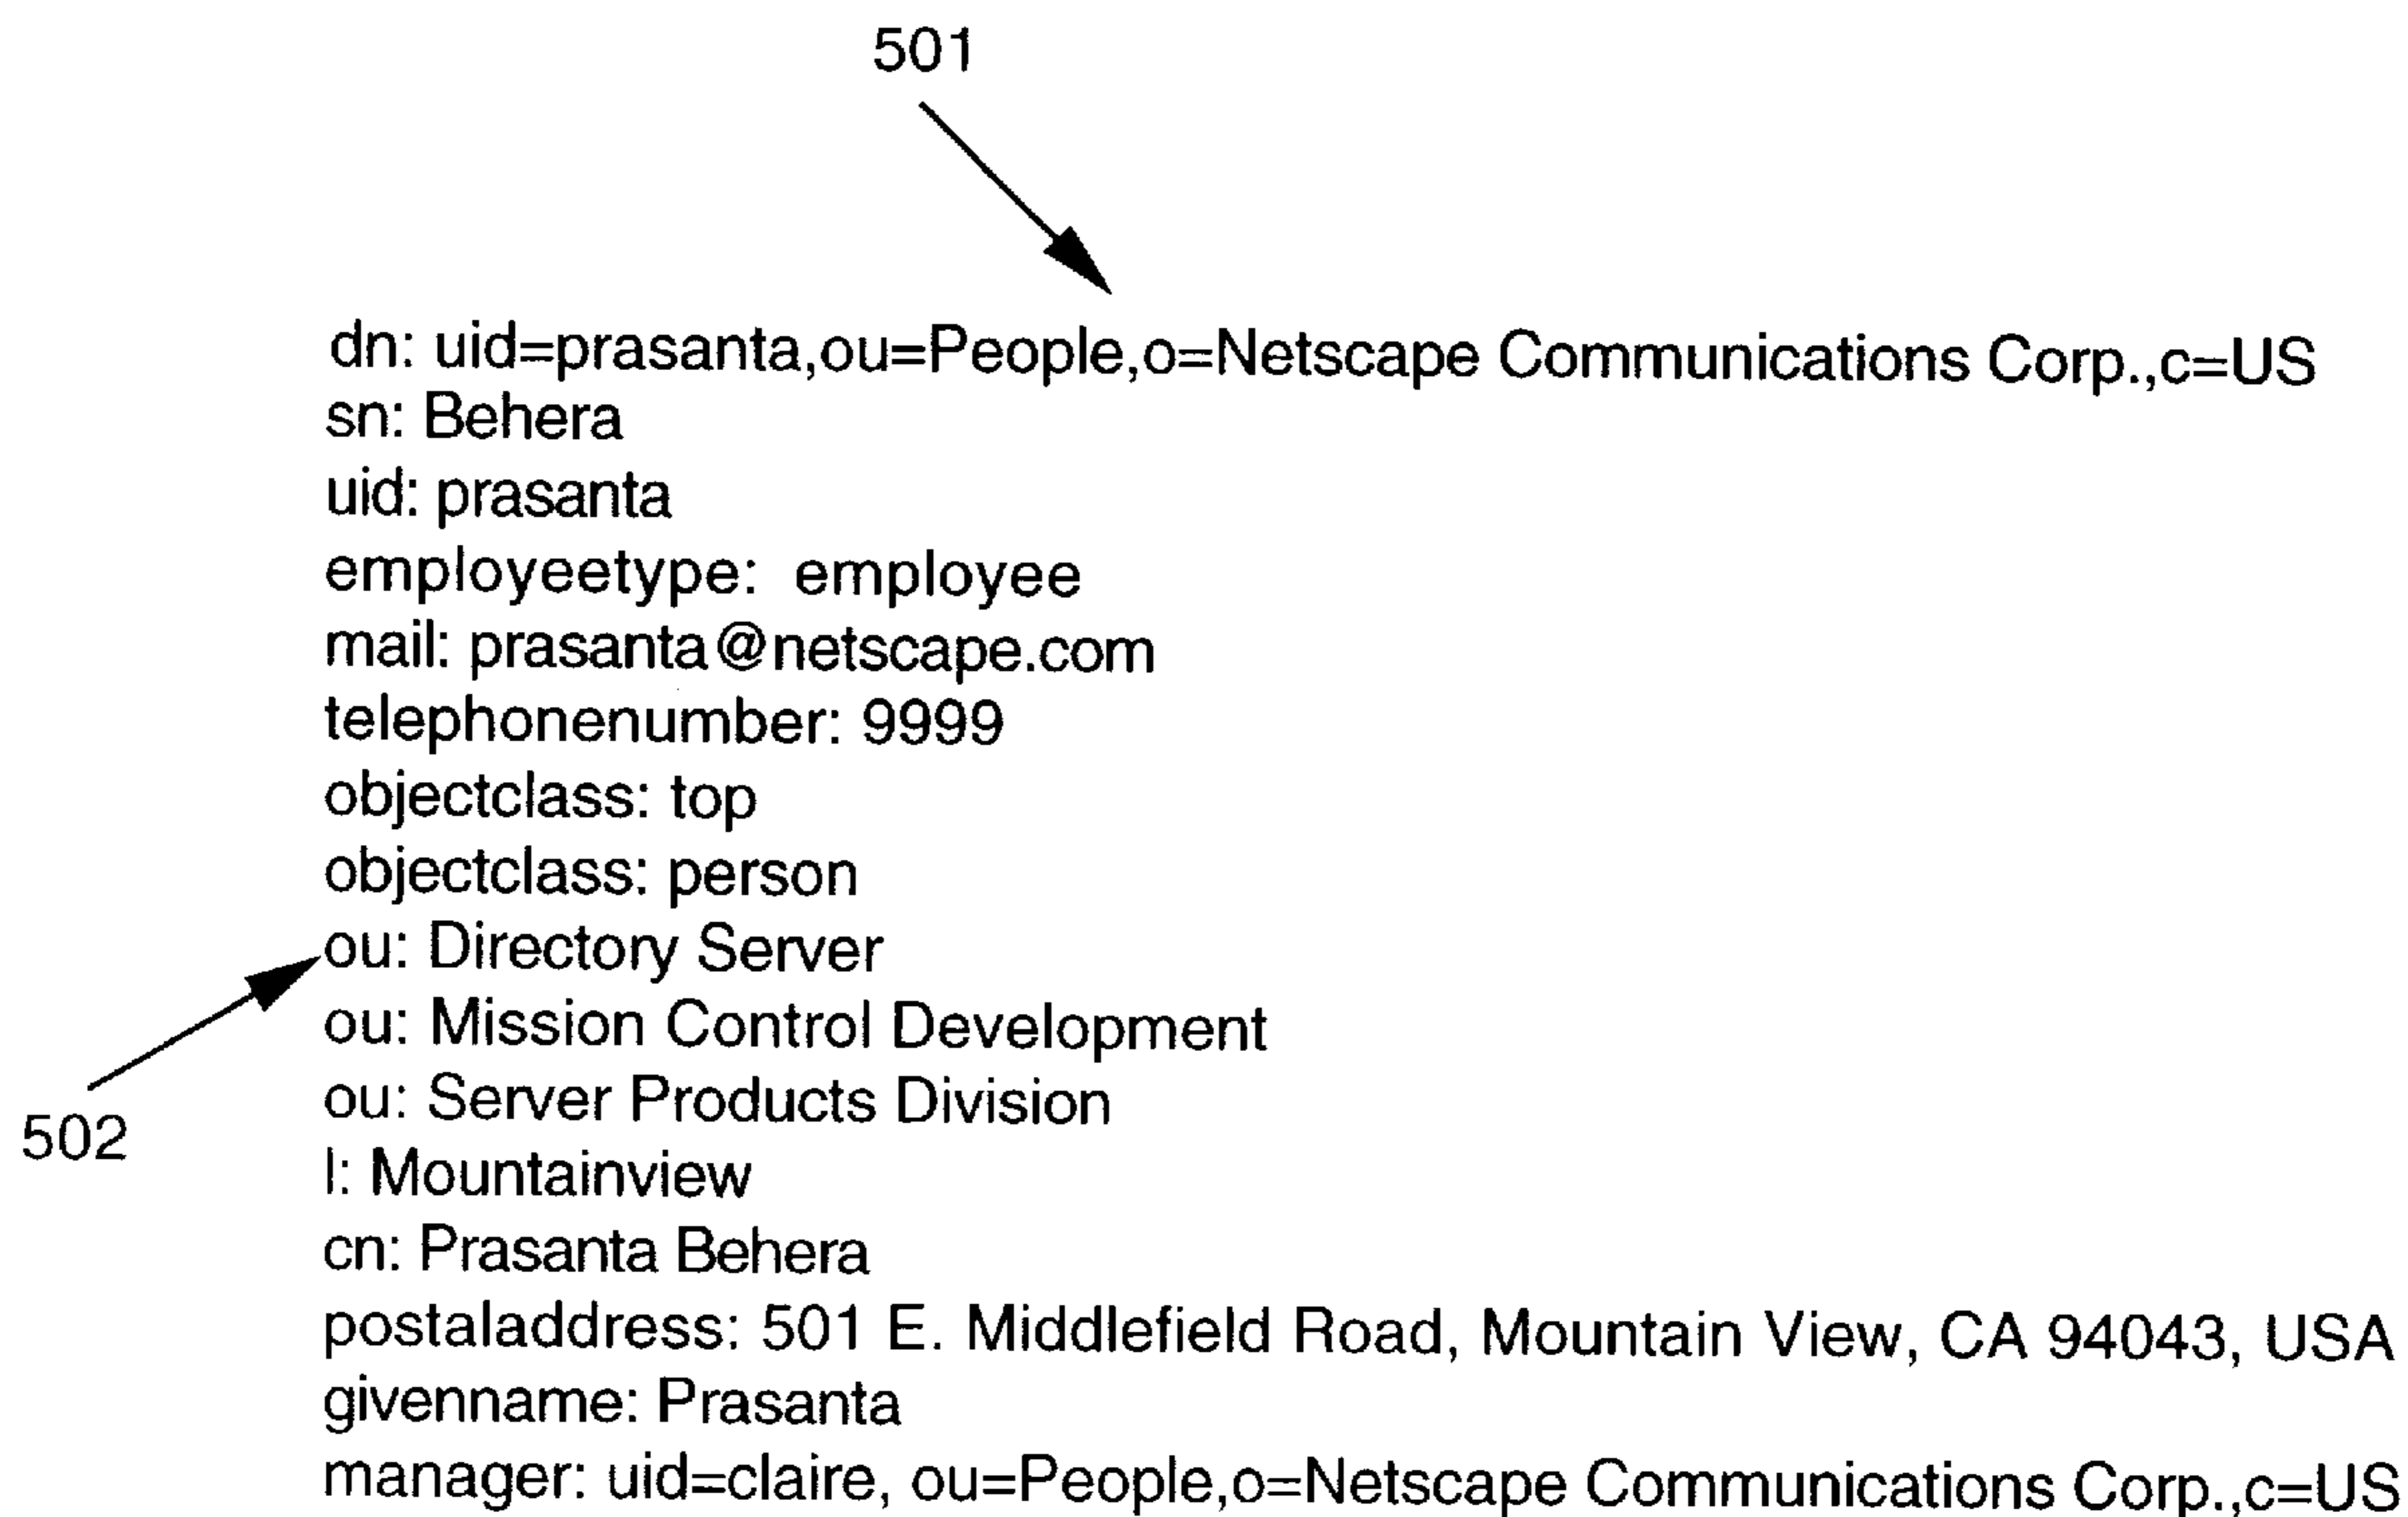 501
dn: uid=prasanta,ou=People,o=Netscape Communications Corp.,c=US
sn: Behera
uid: prasanta
employeetype: employee
mail: prasanta@netscape.com
telephonenumber: 9999
objectclass: top
objectclass: person
ou: Directory Server
ou: Mission Control Development
ou: Server Products Division
502
l: Mountainview
cn: Prasanta Behera
postaladdress: 501 E. Middlefield Road, Mountain View, CA 94043, USA
givenname: Prasanta
manager: uid=claire, ou=People,o=Netscape Communications Corp.,c=US